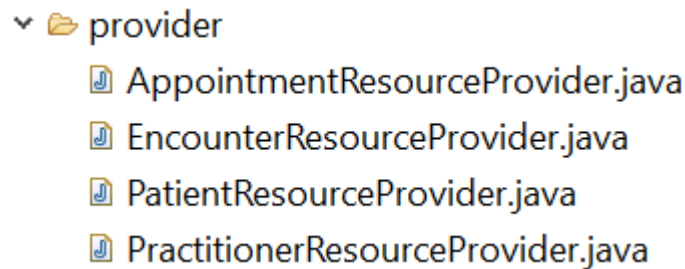 provider
AppointmentResourceProvider.java
EncounterResourceProvider.java
PatientResourceProvider.java
PractitionerResourceProvider.java